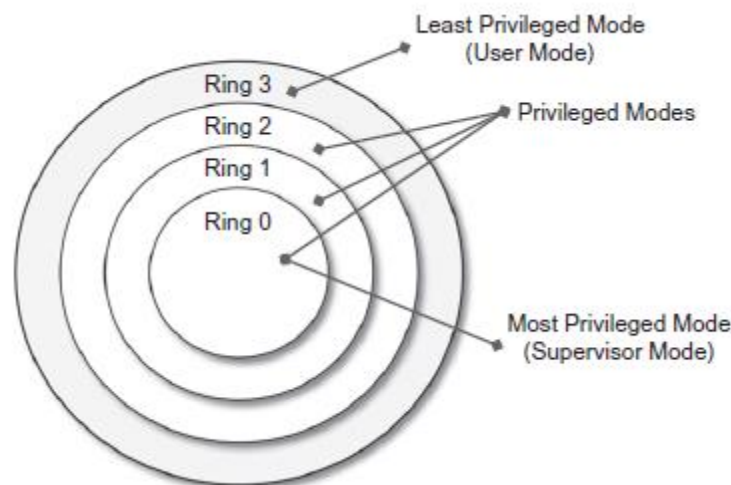 Least Privileged Mode
(User Mode)
Ring 3
Privileged Modes
Ring 2
Ring 1
Ring 0
Most Privileged Mode
(Supervisor Mode)